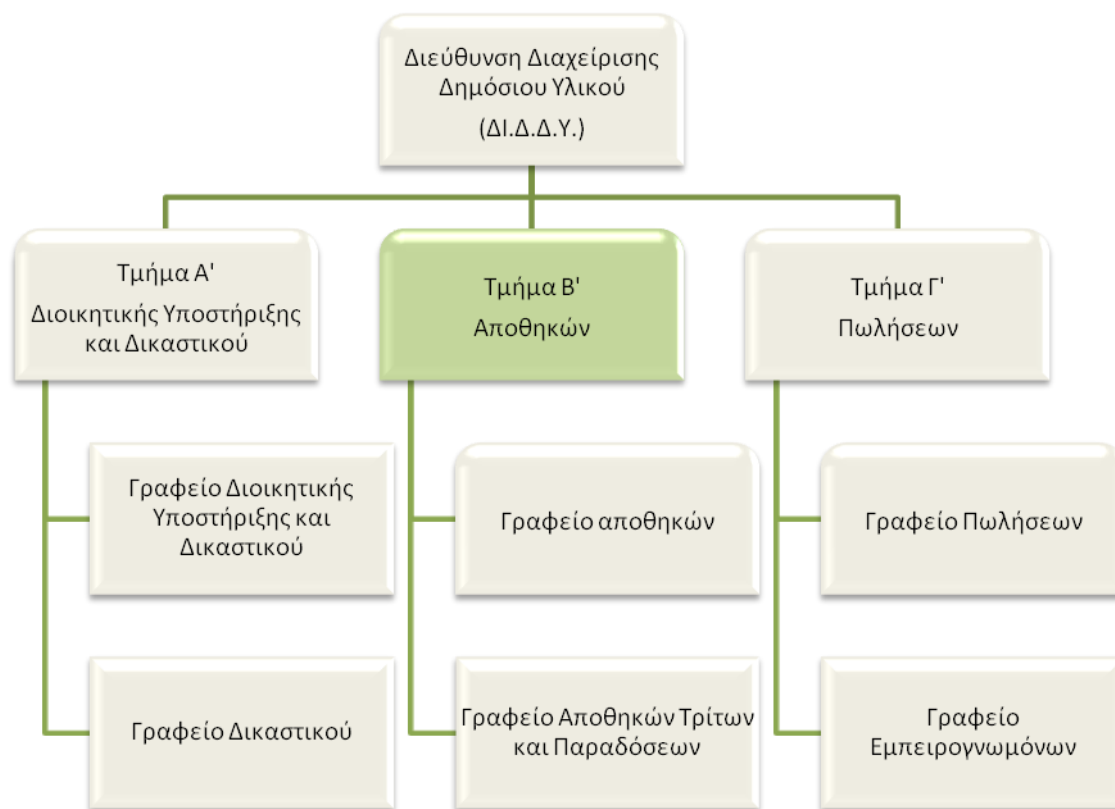 Διεύθυνση Διαχείρισης
Δημόσιου Υλικού
(ΔΙ.Δ.Δ.Υ.)
Τμήμα Α'
Διοικητικής Υποστήριξης
και Δικαστικού
Τμήμα Β'
Αποθηκών
Τμήμα Γ'
Πωλήσεων
Γραφείο Διοικητικής
Υποστήριξης και
Δικαστικού
Γραφείο αποθηκών
Γραφείο Πωλήσεων
Γραφείο Δικαστικού
Γραφείο Αποθηκών Τρίτων
και Παραδόσεων
Γραφείο
Εμπειρογνωμόνων